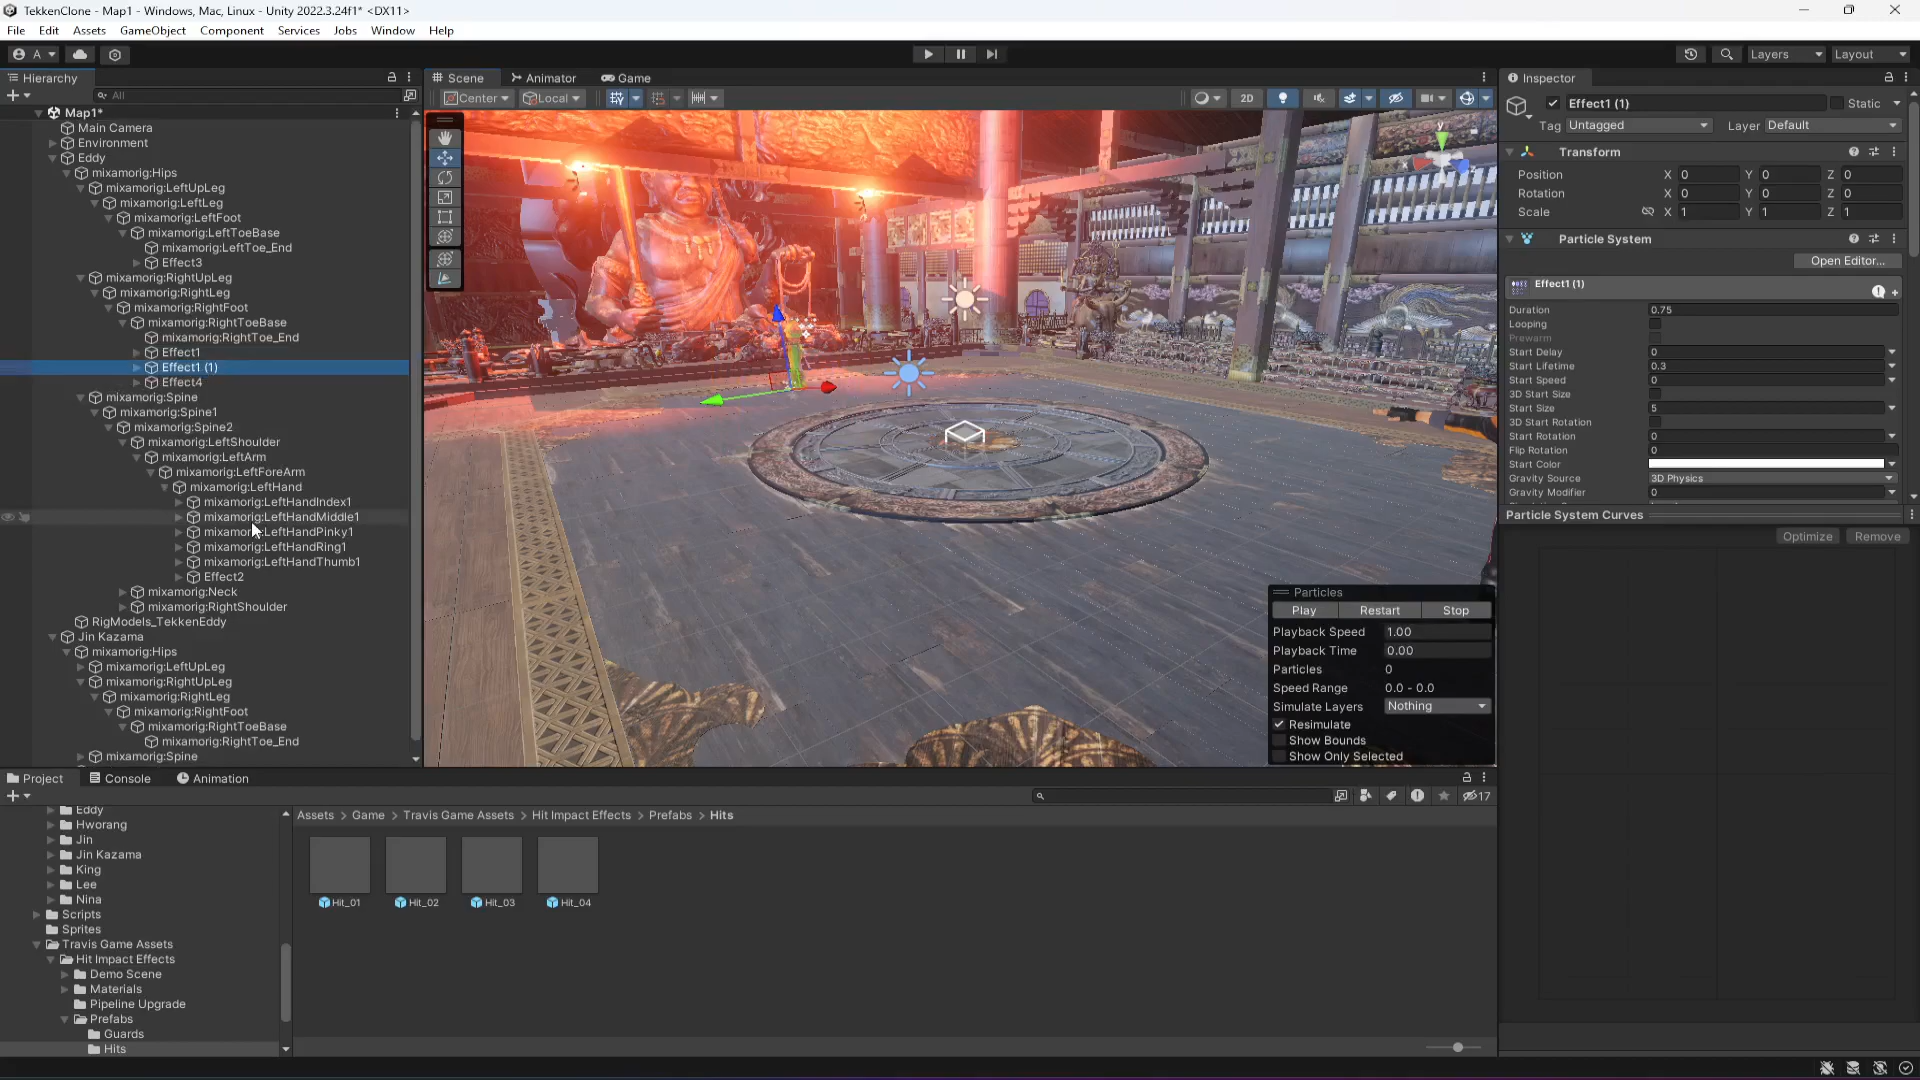 TekkenClone - Map1 - Windows, Mac, Linux - Unity 2022.3.24f1* <DX11>
File Edit Assets GameObject Component Services Jobs Window Help
A Layers Layout
Hierarchy
All
Map1*
Main Camera
Environment
Eddy
mixamorig:Hips
mixamorig:LeftUpLeg
mixamorig:LeftLeg
mixamorig:LeftFoot
mixamorig:LeftToeBase
mixamorig:LeftToe_End
Effect3
mixamorig:RightUpLeg
mixamorig:RightLeg
mixamorig:RightFoot
mixamorig:RightToeBase
mixamorig:RightToe_End
Effect1
Effect1 (1)
Effect4
mixamorig:Spine
mixamorig:Spine1
mixamorig:Spine2
mixamorig:LeftShoulder
mixamorig:LeftArm
mixamorig:LeftForeArm
mixamorig:LeftHand
mixamorig:LeftHandIndex1
mixamorig:LeftHandMiddle1
mixamorig:LeftHandPinky1
mixamorig:LeftHandRing1
mixamorig:LeftHandThumb1
Effect2
mixamorig:Neck
mixamorig:RightShoulder
RigModels_TekkenEddy
Jin Kazama
mixamorig:Hips
mixamorig:LeftUpLeg
mixamorig:RightUpLeg
mixamorig:RightLeg
mixamorig:RightFoot
mixamorig:RightToeBase
mixamorig:RightToe_End
mixamorig:Spine
Scene Animator Game
Center Local 2D
y
x
Particles
Play Restart Stop
Playback Speed 1.00
Playback Time 0.00
Particles 0
Speed Range 0.0 - 0.0
Simulate Layers Nothing
Resimulate
Show Bounds
Show Only Selected
Inspector
Effect1 (1) Static
Tag Untagged Layer Default
Transform
Position X 0 Y 0 Z 0
Rotation X 0 Y 0 Z 0
Scale X 1 Y 1 Z 1
Particle System
Open Editor...
Effect1 (1)
Duration 0.75
Looping
Prewarm
Start Delay 0
Start Lifetime 0.3
Start Speed 0
3D Start Size
Start Size 5
3D Start Rotation
Start Rotation 0
Flip Rotation 0
Start Color
Gravity Source 3D Physics
Gravity Modifier 0
Particle System Curves
Optimize Remove
Project Console Animation
17
Eddy
Hworang
Jin
Jin Kazama
King
Lee
Nina
Scripts
Sprites
Travis Game Assets
Hit Impact Effects
Demo Scene
Materials
Pipeline Upgrade
Prefabs
Guards
Hits
Assets > Game > Travis Game Assets > Hit Impact Effects > Prefabs > Hits
Hit_01 Hit_02 Hit_03 Hit_04